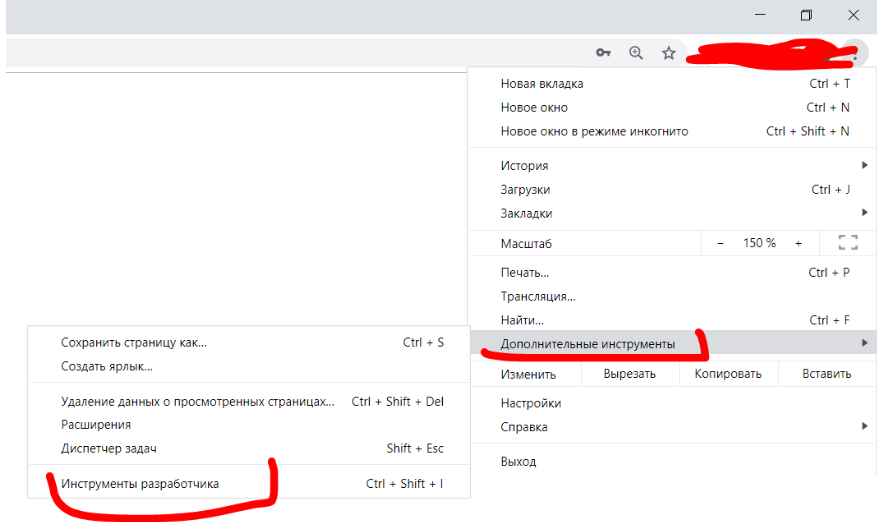 Новая вкладка Ctrl + T
Новое окно Ctrl + N
Новое окно в режиме инкогнито Ctrl + Shift + N
История
Загрузки Ctrl + J
Закладки
Масштаб - 150 % +
Печать... Ctrl + P
Трансляция...
Найти... Ctrl + F
Дополнительные инструменты
Изменить Вырезать Копировать Вставить
Настройки
Справка
Выход
Сохранить страницу как... Ctrl + S
Создать ярлык...
Удаление данных о просмотренных страницах... Ctrl + Shift + Del
Расширения
Диспетчер задач Shift + Esc
Инструменты разработчика Ctrl + Shift + I